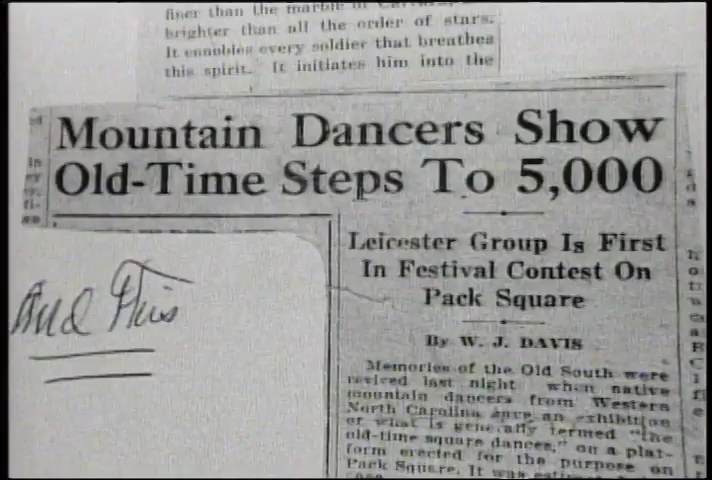 finer than the marble
brighter than all the order of stars.
It ennobles every soldier that breathes
this spirit. It initiates him into the
Mountain Dancers Show
Old-Time Steps To 5,000
Leicester Group Is First
In Festival Contest On
Pack Square
By W. J. DAVIS
Memories of the Old South were
revived last night when native
mountain dancers from Western
North Carolina gave an exhibition
of what is generally termed "the
old-time square dances," on a plat-
form erected for the purpose on
Pack Square. It was
And This